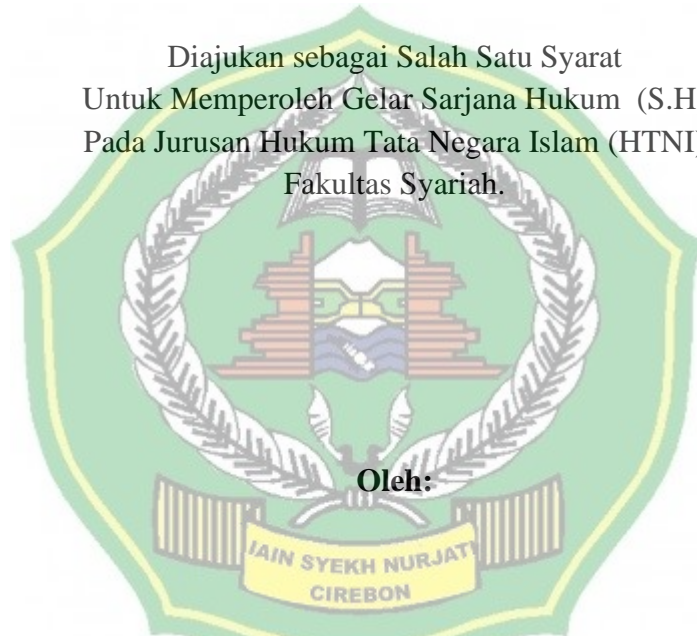 Diajukan sebagai Salah Satu Syarat
Untuk Memperoleh Gelar Sarjana Hukum (S.H
Pada Jurusan Hukum Tata Negara Islam (HTNI)
Fakultas Syariah.
Oleh:
IAIN SYEKH NURJATI
CIREBON